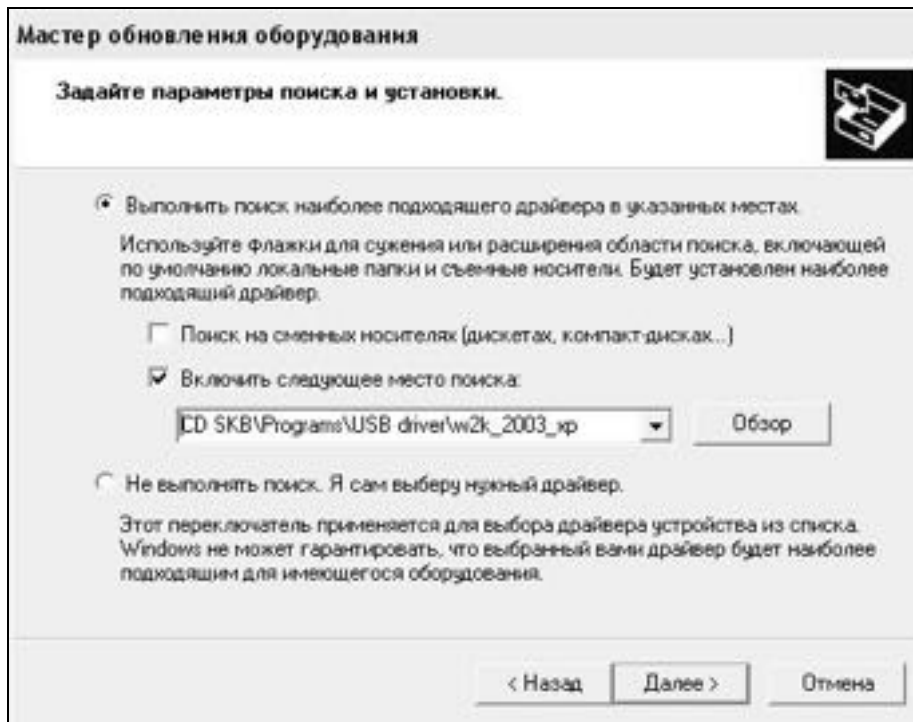 Мастер обновления оборудования
Задайте параметры поиска и установки.
Выполнить поиск наиболее подходящего драйвера в указанных местах.
Используйте флажки для сужения или расширения области поиска, включающей
по умолчанию локальные папки и съемные носители. Будет установлен наиболее
подходящий драйвер.
Поиск на сменных носителях (дискетах, компакт-дисках...)
Включить следующее место поиска:
CD SKB\Programs\USB driver\w2k_2003_xp
Обзор
Не выполнять поиск. Я сам выберу нужный драйвер.
Этот переключатель применяется для выбора драйвера устройства из списка.
Windows не может гарантировать, что выбранный вами драйвер будет наиболее
подходящим для имеющегося оборудования.
< Назад
Далее >
Отмена